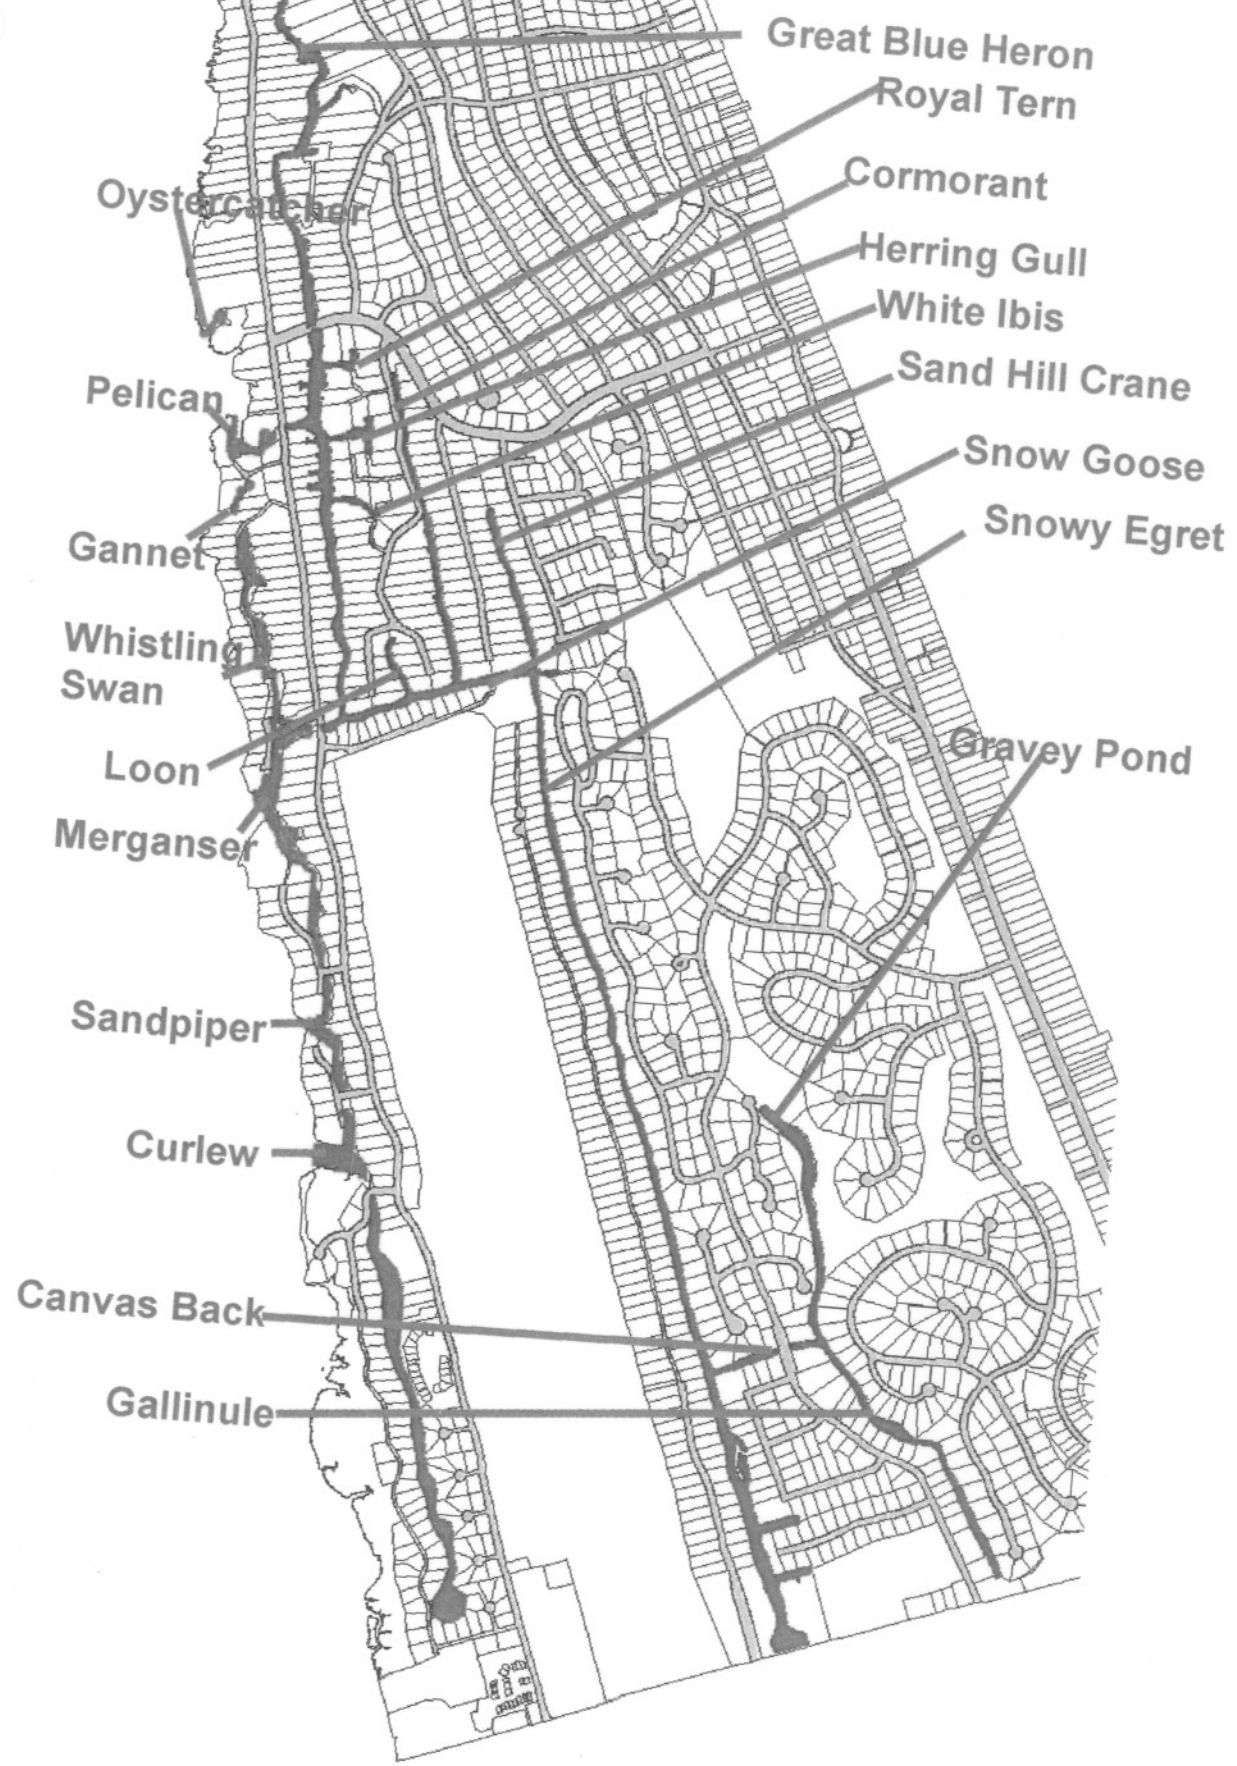 Great Blue Heron
Royal Tern
Cormorant
Oystercatcher
Herring Gull
White Ibis
Sand Hill Crane
Pelican
Snow Goose
Snowy Egret
Gannet
Whistling
Swan
Gravey Pond
Loon
Merganser
Sandpiper
Curlew
Canvas Back
Gallinule